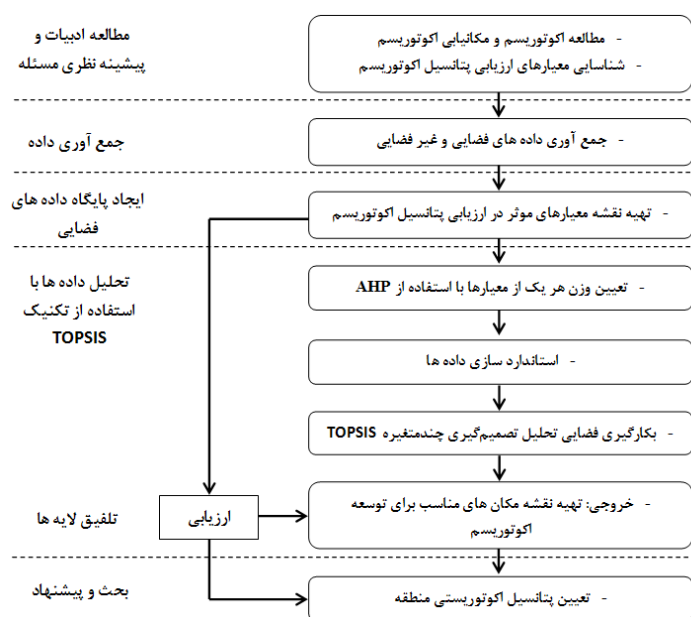 مطالعه ادبیات و
پیشینه نظری مسئله
- مطالعه اکوتوریسم و مکانیابی اکوتوریسم
- شناسایی معیارهای ارزیابی پتانسیل اکوتوریسم
جمع آوری داده
- جمع آوری داده های فضایی و غیر فضایی
ایجاد پایگاه داده های
فضایی
- تهیه نقشه معیارهای موثر در ارزیابی پتانسیل اکوتوریسم
تحلیل داده ها با
استفاده از تکنیک
TOPSIS
- تعیین وزن هر یک از معیارها با استفاده از AHP
- استاندارد سازی داده ها
- بکارگیری فضایی تحلیل تصمیم‌گیری چندمتغیره TOPSIS
تلفیق لایه ها
ارزیابی
- خروجی: تهیه نقشه مکان های مناسب برای توسعه
اکوتوریسم
بحث و پیشنهاد
- تعیین پتانسیل اکوتوریستی منطقه